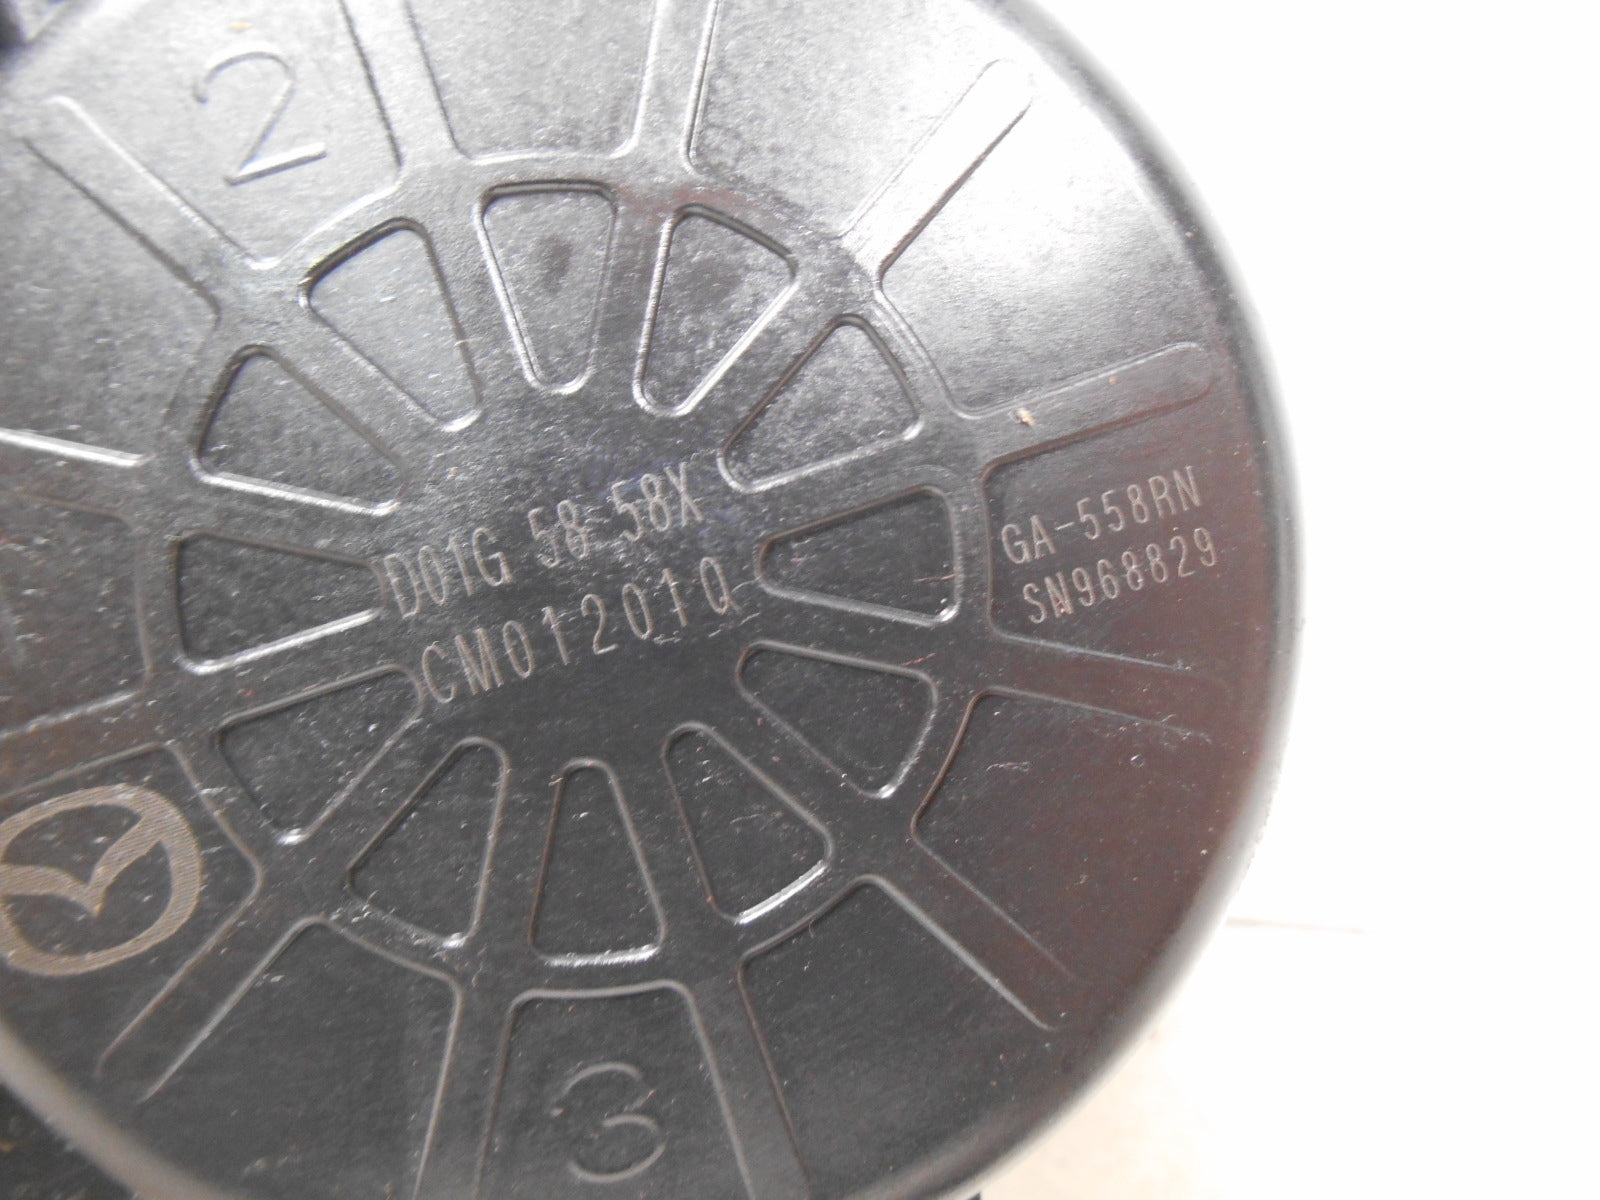 2
D01G 58 58X
CM01201Q
GA-558RN
SN968829
3